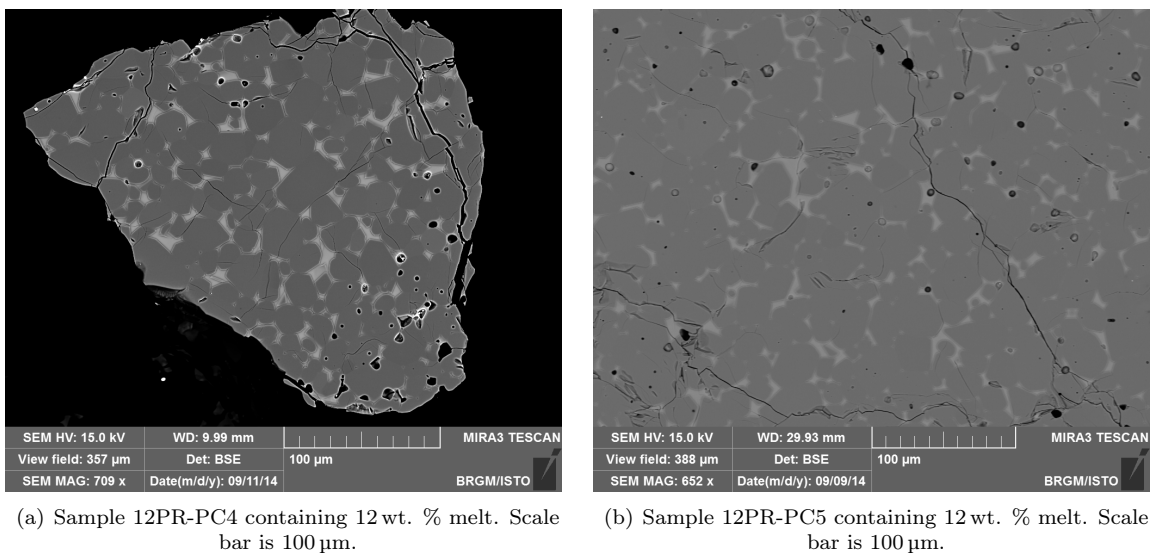 SEM HV: 15.0 kV WD: 9.99 mm MIRA3 TESCAN
View field: 357 µm Det: BSE 100 µm
SEM MAG: 709 x Date(m/d/y): 09/11/14 BRGM/ISTO
(a) Sample 12PR-PC4 containing 12 wt. % melt. Scale
bar is 100 µm.
SEM HV: 15.0 kV WD: 29.93 mm MIRA3 TESCAN
View field: 388 µm Det: BSE 100 µm
SEM MAG: 652 x Date(m/d/y): 09/09/14 BRGM/ISTO
(b) Sample 12PR-PC5 containing 12 wt. % melt. Scale
bar is 100 µm.